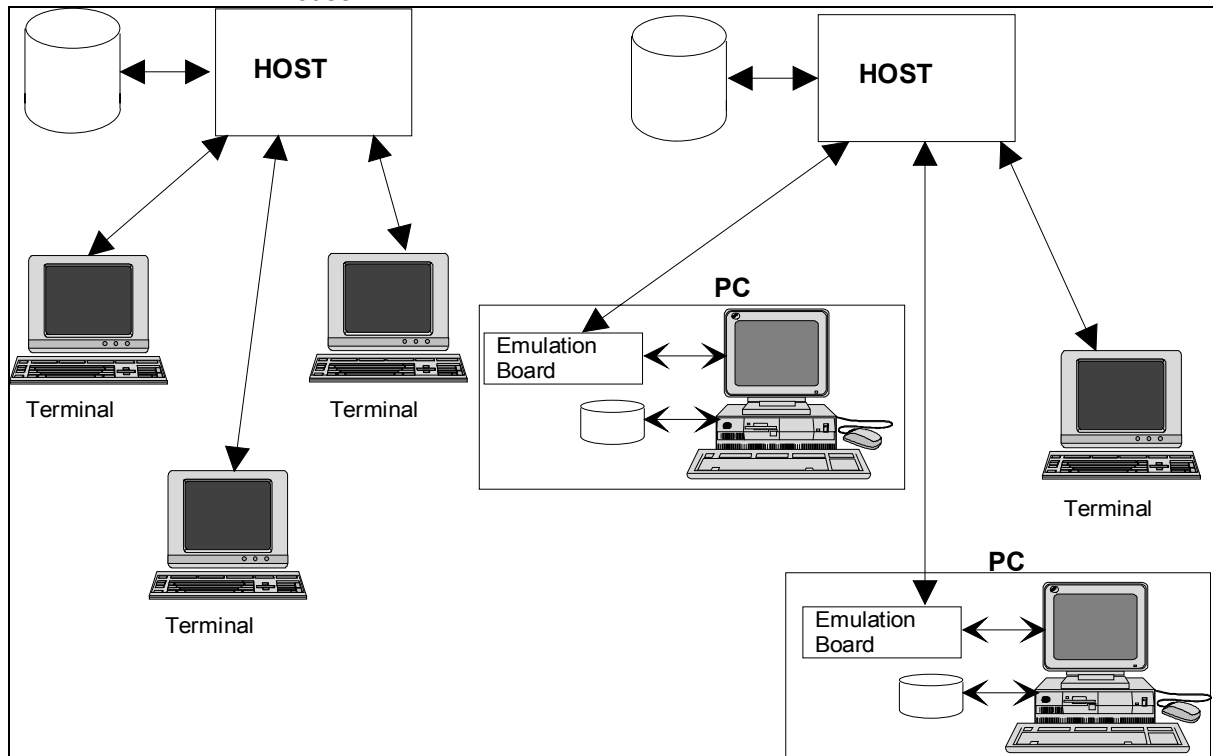 HOST
HOST
PC
Emulation
Board
Terminal
Terminal
Terminal
Terminal
PC
Emulation
Board